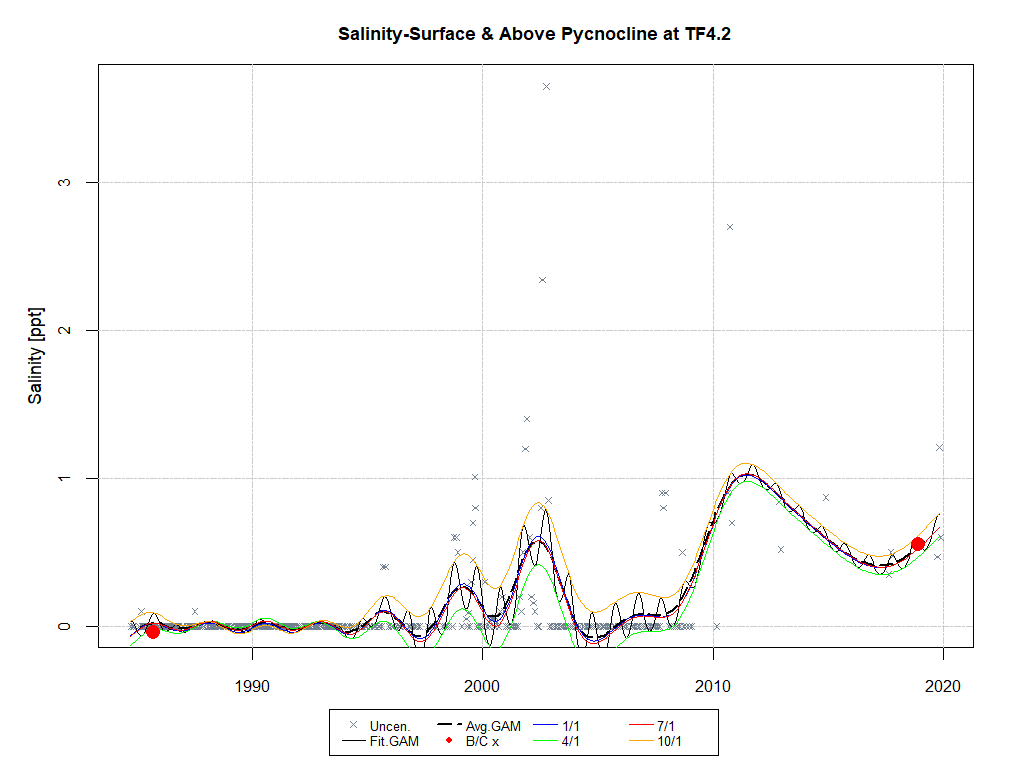 Salinity-Surface & Above Pycnocline at TF4.2
Salinity [ppt]
3
2
1
0
1990 2000 2010 2020
Uncen. Avg.GAM 1/1 7/1
Fit.GAM B/C x 4/1 10/1